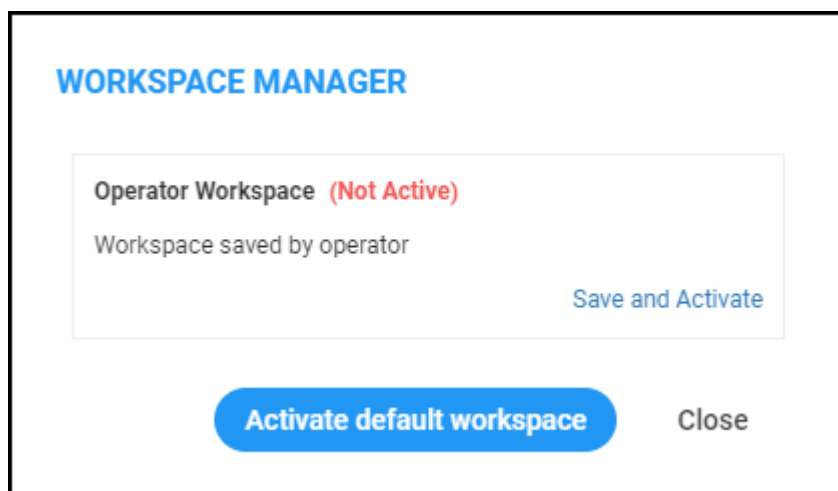 WORKSPACE MANAGER
Operator Workspace (Not Active)
Workspace saved by operator
Save and Activate
Activate default workspace Close